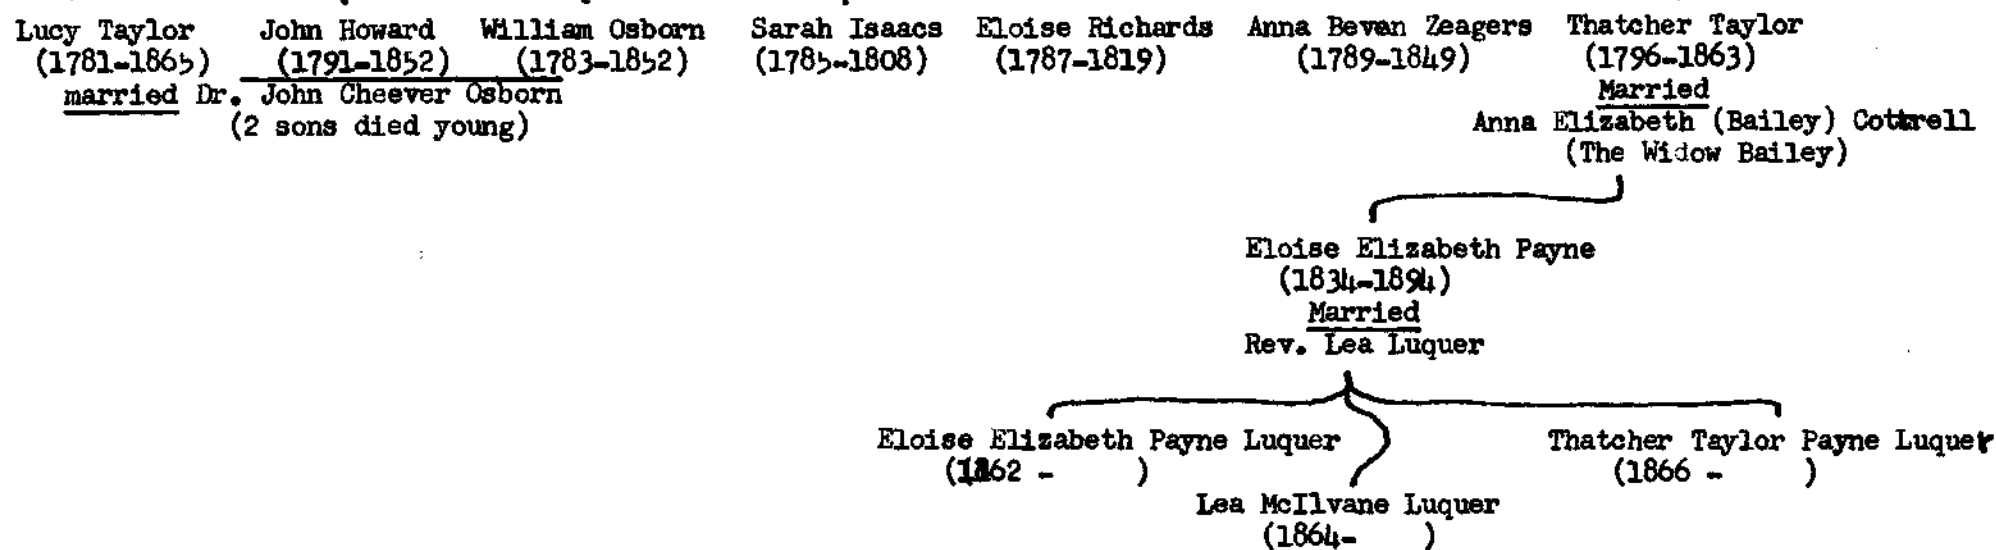 Lucy Taylor John Howard William Osborn Sarah Isaacs Eloise Richards Anna Bevan Zeagers Thatcher Taylor
(1781-1865) (1791-1852) (1783-1852) (1785-1808) (1787-1819) (1789-1849) (1796-1863)
married Dr. John Cheever Osborn Married
(2 sons died young) Anna Elizabeth (Bailey) Cottrell
(The Widow Bailey)
Eloise Elizabeth Payne
(1834-1894)
Married
Rev. Lea Luquer
Eloise Elizabeth Payne Luquer Thatcher Taylor Payne Luquer
(1862 - ) (1866 - )
Lea McIlvane Luquer
(1864- )